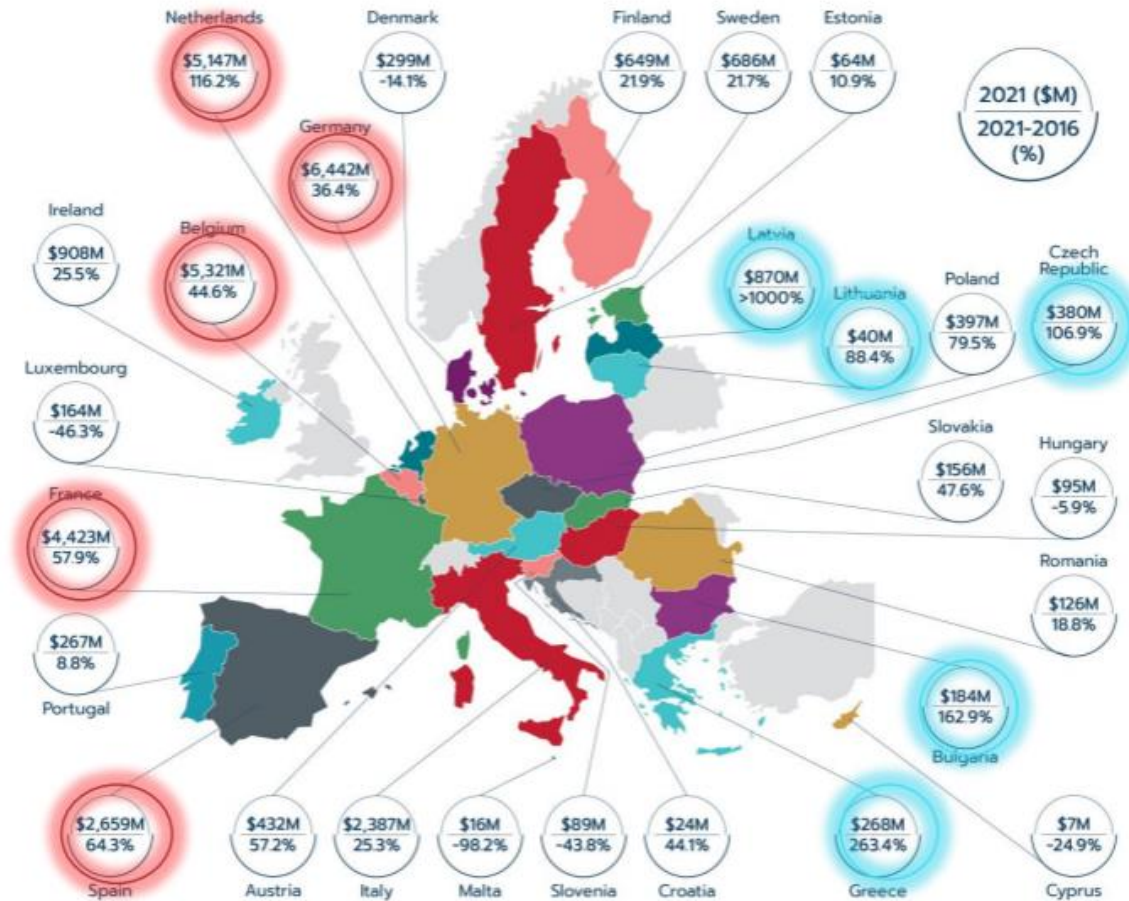 Netherlands
$5,147M
116.2%
Denmark
$299M
-14.1%
Finland
$649M
21.9%
Sweden
$686M
21.7%
Estonia
$64M
10.9%
2021 ($M)
2021-2016
(%)
Germany
$6,442M
36.4%
Ireland
$908M
25.5%
Belgium
$5,321M
44.6%
Latvia
$870M
>1000%
Lithuania
$40M
88.4%
Poland
$397M
79.5%
Czech
Republic
$380M
106.9%
Luxembourg
$164M
-46.3%
Slovakia
$156M
47.6%
Hungary
$95M
-5.9%
France
$4,423M
57.9%
Romania
$126M
18.8%
$267M
8.8%
Portugal
$184M
162.9%
Bulgaria
$2,659M
64.3%
Spain
$432M
57.2%
Austria
$2,387M
25.3%
Italy
$16M
-98.2%
Malta
$89M
-43.8%
Slovenia
$24M
44.1%
Croatia
$268M
263.4%
Greece
$7M
-24.9%
Cyprus